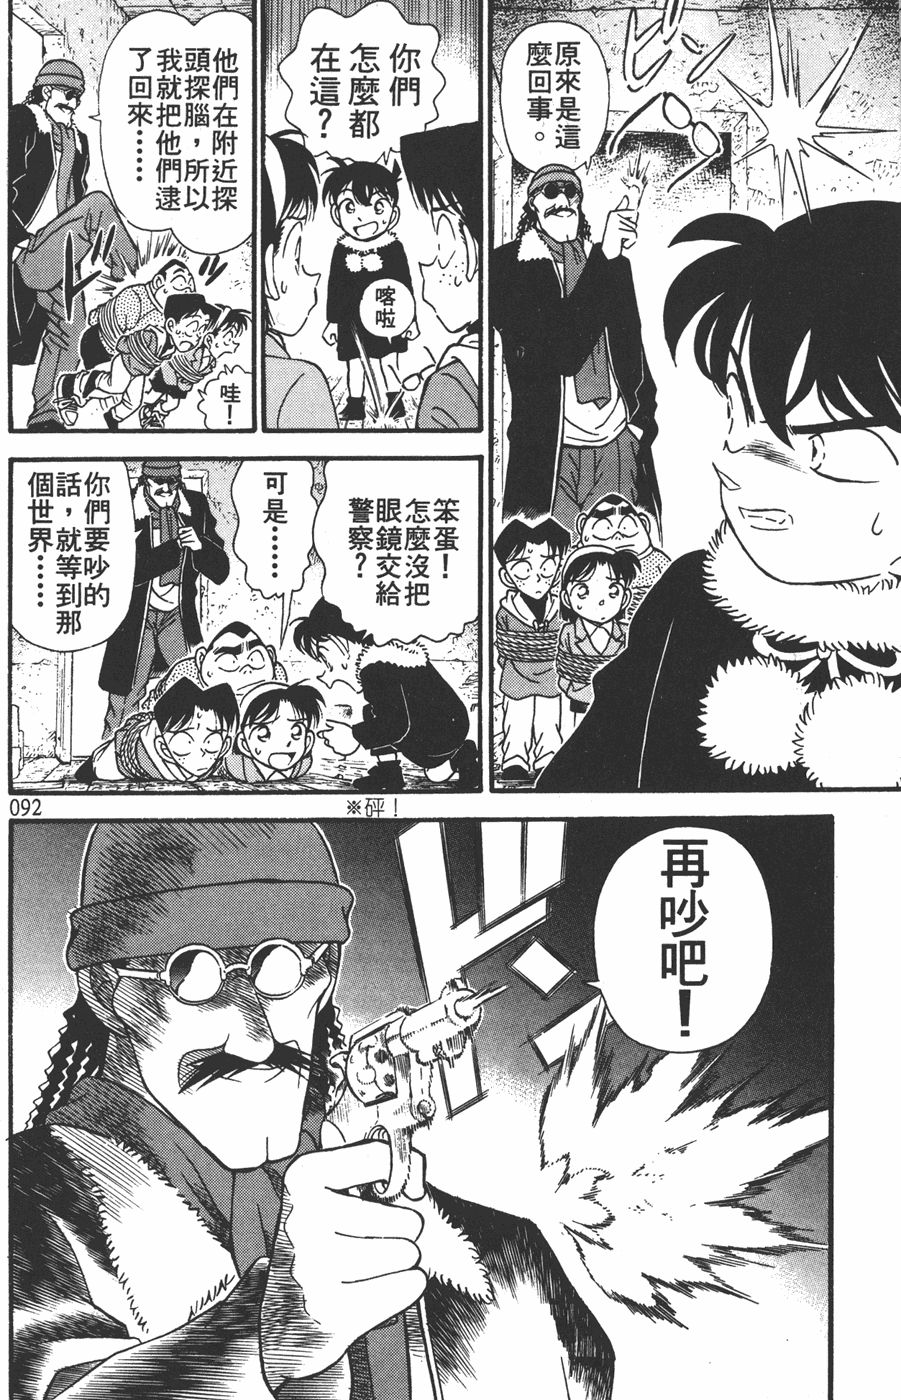 原來是這
麼回事。
ビーン
你們
怎麼都
在這？
喀
啦
他們在附近探
頭探腦，所以
我就把他們逮
了回來……
哇！
笨蛋！
怎麼沒把
眼鏡交給
警察？
可是……
你們要吵的
話，就等到那
個世界……
092
※砰！
再吵吧！